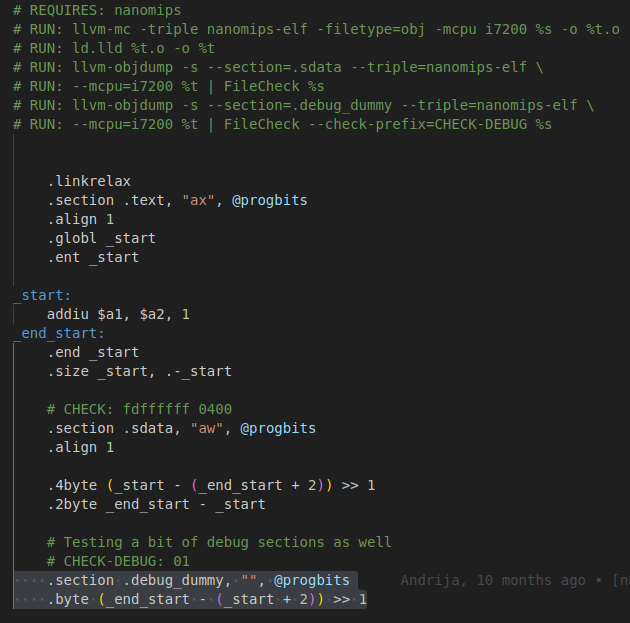 # REQUIRES: nanomips
# RUN: llvm-mc -triple nanomips-elf -filetype=obj -mcpu i7200 %s -o %t.o
# RUN: ld.lld %t.o -o %t
# RUN: llvm-objdump -s --section=.sdata --triple=nanomips-elf \
# RUN: --mcpu=i7200 %t | FileCheck %s
# RUN: llvm-objdump -s --section=.debug_dummy --triple=nanomips-elf \
# RUN: --mcpu=i7200 %t | FileCheck --check-prefix=CHECK-DEBUG %s
.linkrelax
.section .text, "ax", @progbits
.align 1
.globl _start
.ent _start
_start:
addiu $a1, $a2, 1
_end_start:
.end _start
.size _start, .-_start
# CHECK: fdffffff 0400
.section .sdata, "aw", @progbits
.align 1
.4byte (_start - (_end_start + 2)) >> 1
.2byte _end_start - _start
# Testing a bit of debug sections as well
# CHECK-DEBUG: 01
.section .debug_dummy, "", @progbits Andrija, 10 months ago • [na
.byte (_end_start - (_start + 2)) >> 1